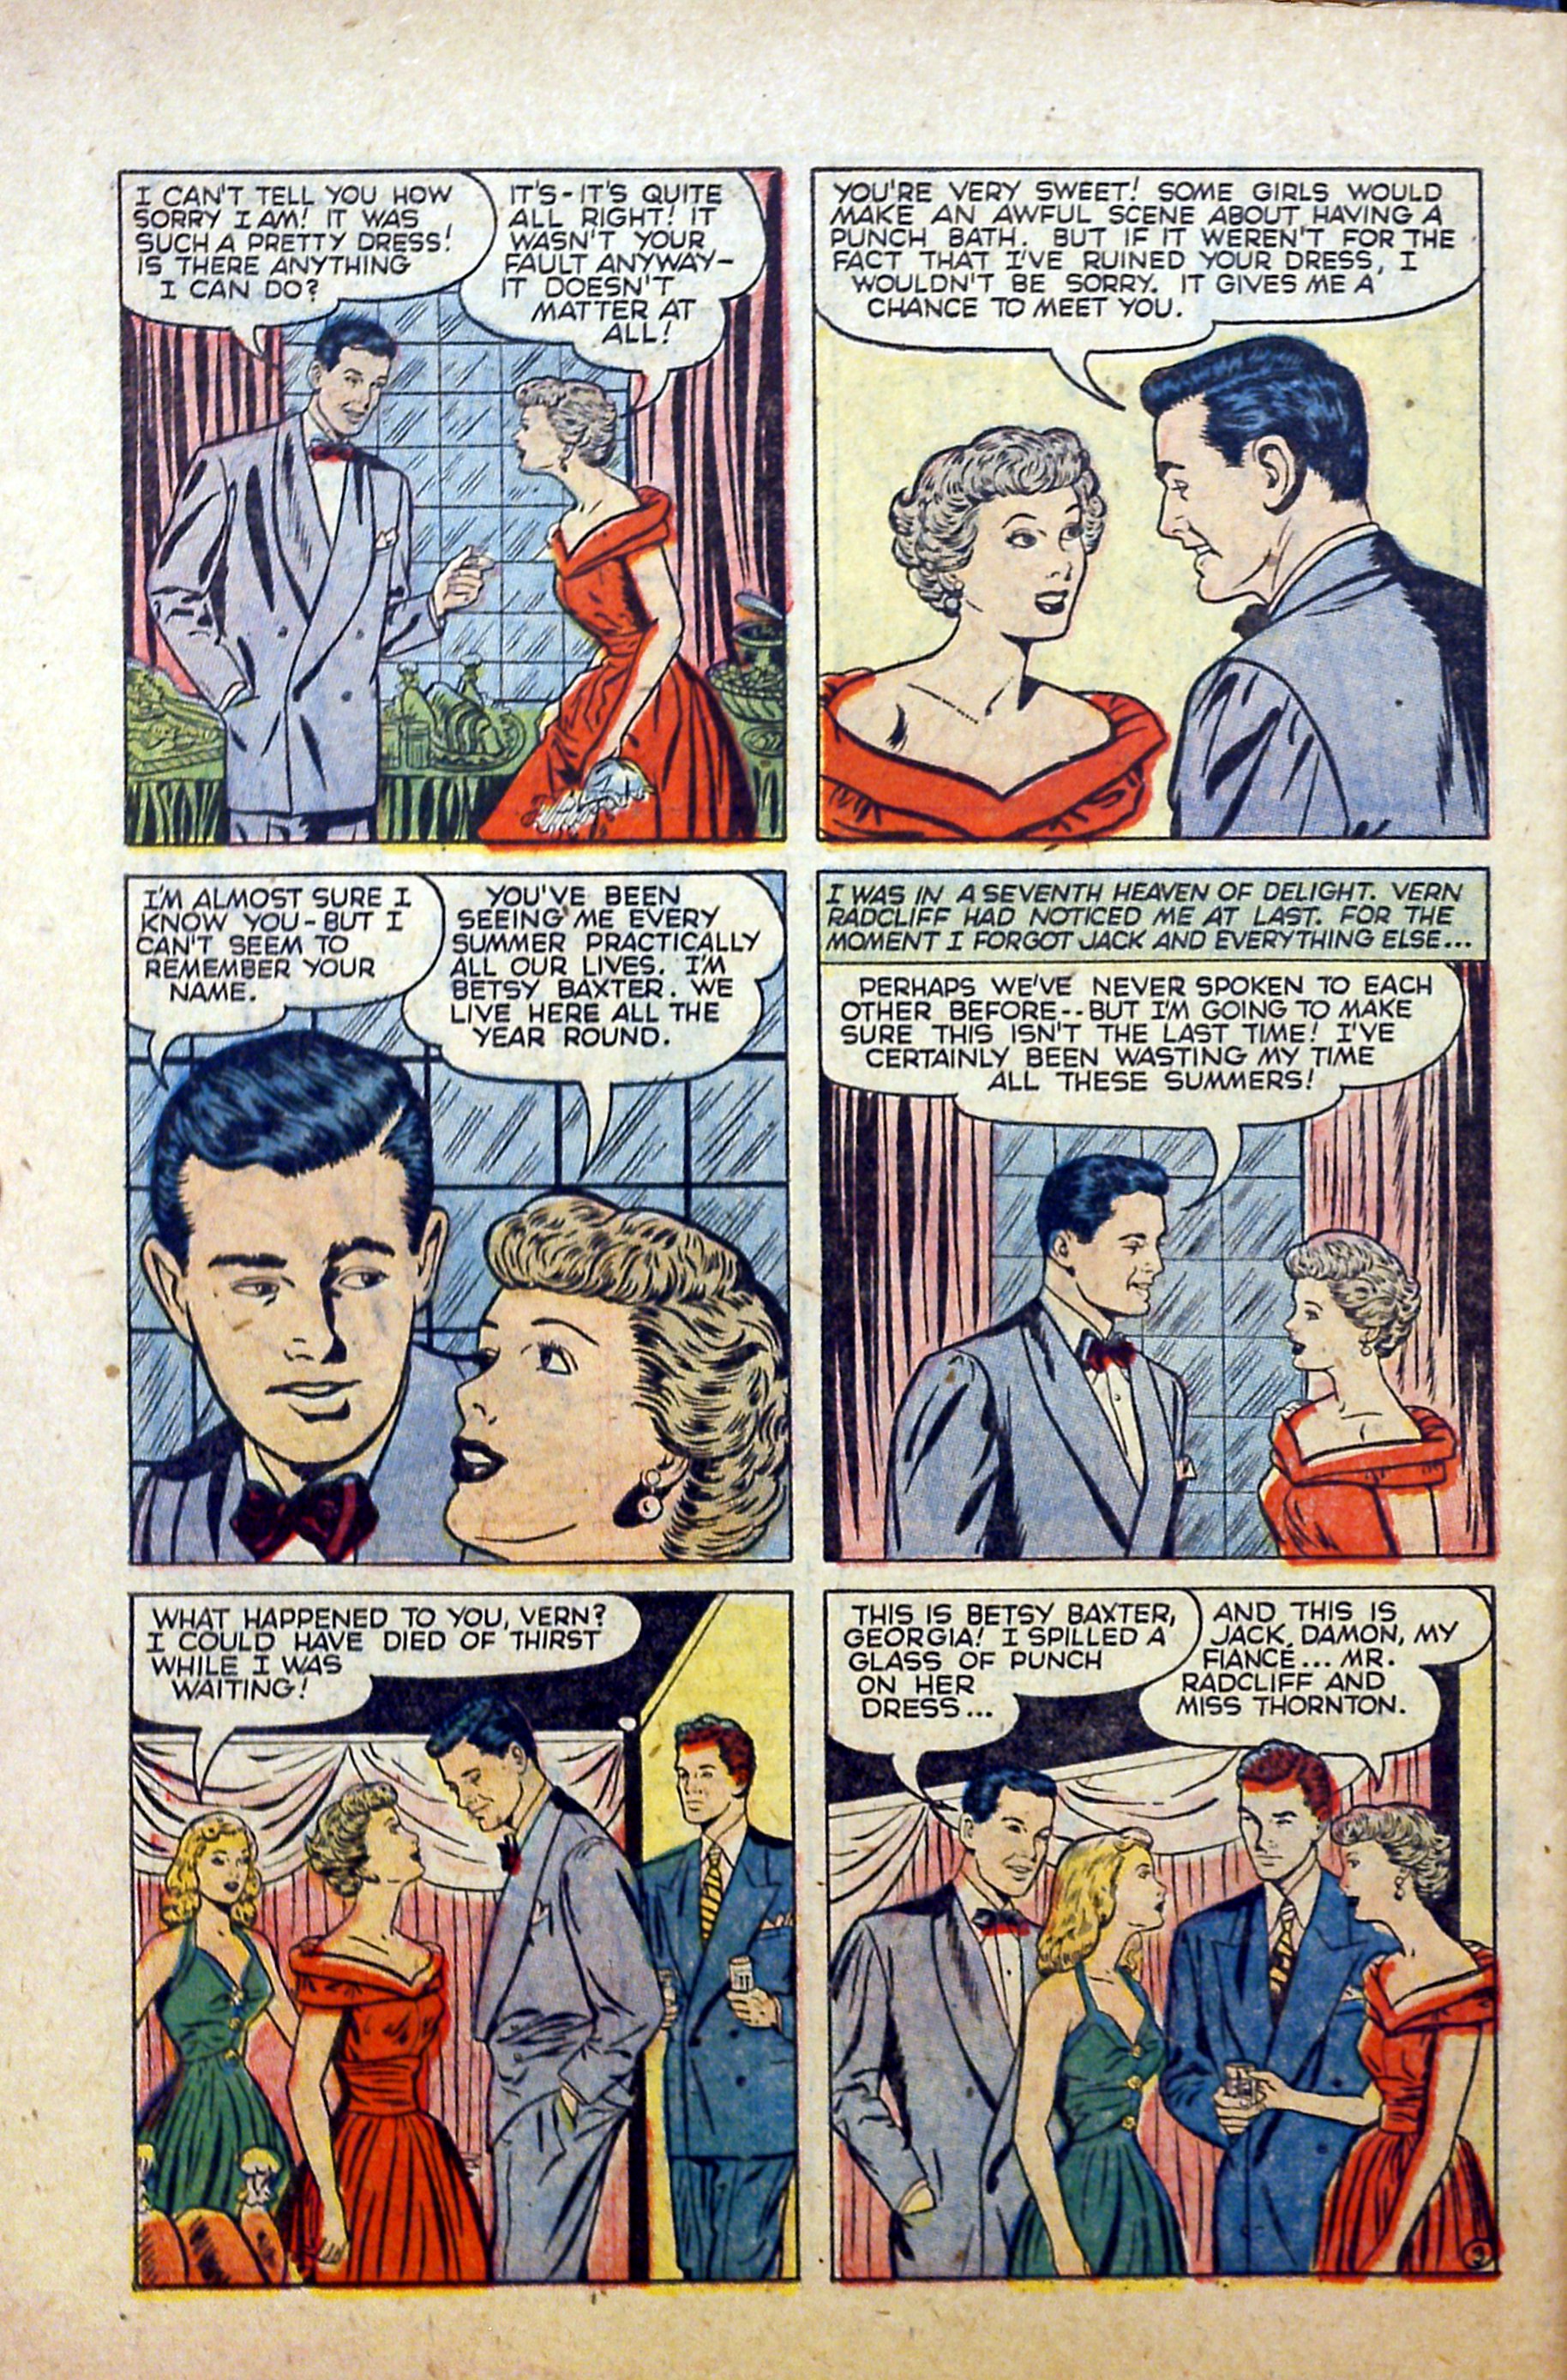 I CAN'T TELL YOU HOW
SORRY I AM! IT WAS
SUCH A PRETTY DRESS!
IS THERE ANYTHING
I CAN DO?
IT'S-IT'S QUITE
ALL RIGHT! IT
WASN'T YOUR
FAULT ANYWAY-
IT DOESN'T
MATTER AT
ALL!
YOU'RE VERY SWEET! SOME GIRLS WOULD
MAKE AN AWFUL SCENE ABOUT HAVING A
PUNCH BATH. BUT IF IT WEREN'T FOR THE
FACT THAT I'VE RUINED YOUR DRESS, I
WOULDN'T BE SORRY. IT GIVES ME A
CHANCE TO MEET YOU.
I'M ALMOST SURE I
KNOW YOU-BUT I
CAN'T SEEM TO
REMEMBER YOUR
NAME.
YOU'VE BEEN
SEEING ME EVERY
SUMMER PRACTICALLY
ALL OUR LIVES. I'M
BETSY BAXTER. WE
LIVE HERE ALL THE
YEAR ROUND.
I WAS IN A SEVENTH HEAVEN OF DELIGHT. VERN
RADCLIFF HAD NOTICED ME AT LAST. FOR THE
MOMENT I FORGOT JACK AND EVERYTHING ELSE...
PERHAPS WE'VE NEVER SPOKEN TO EACH
OTHER BEFORE--BUT I'M GOING TO MAKE
SURE THIS ISN'T THE LAST TIME! I'VE
CERTAINLY BEEN WASTING MY TIME
ALL THESE SUMMERS!
WHAT HAPPENED TO YOU, VERN?
I COULD HAVE DIED OF THIRST
WHILE I WAS
WAITING!
THIS IS BETSY BAXTER,
GEORGIA! I SPILLED A
GLASS OF PUNCH
ON HER
DRESS...
AND THIS IS
JACK DAMON, MY
FIANCE... MR.
RADCLIFF AND
MISS THORNTON.
3